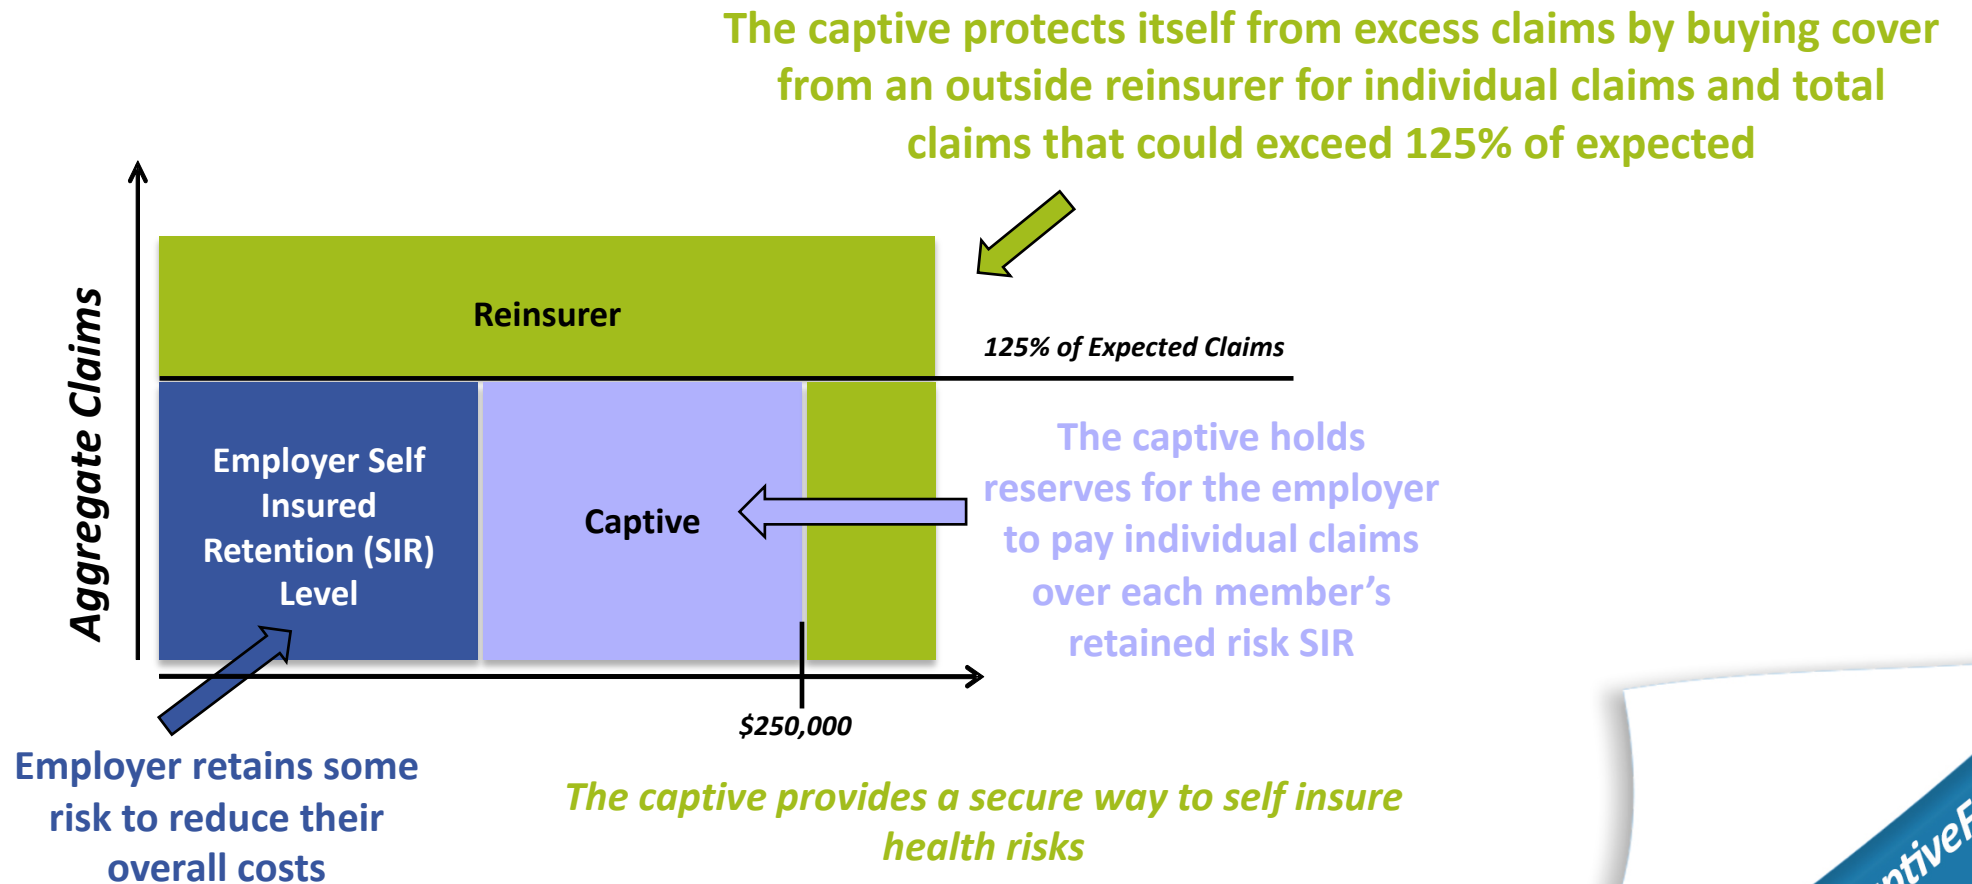 The captive protects itself from excess claims by buying cover
from an outside reinsurer for individual claims and total
claims that could exceed 125% of expected
Aggregate Claims
Reinsurer
125% of Expected Claims
Employer Self
Insured
Retention (SIR)
Level
Captive
The captive holds
reserves for the employer
to pay individual claims
over each member’s
retained risk SIR
$250,000
Employer retains some
risk to reduce their
overall costs
The captive provides a secure way to self insure
health risks